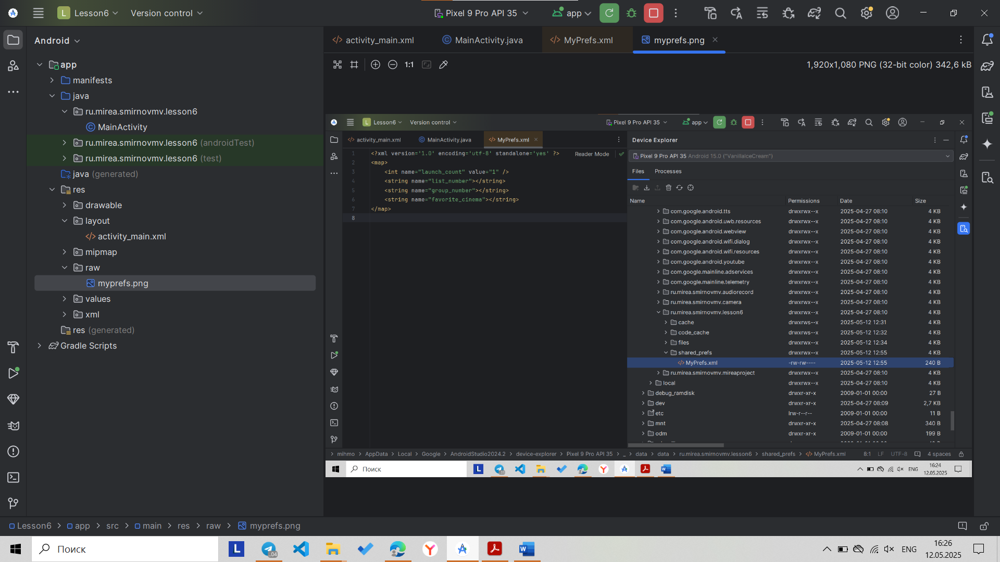 L Lesson6 Version control Pixel 9 Pro API 35 app
Android
activity_main.xml MainActivity.java MyPrefs.xml myprefs.png
1:1 1,920x1,080 PNG (32-bit color) 342,6 kB
app
manifests
java
ru.mirea.smirnovmv.lesson6
MainActivity
ru.mirea.smirnovmv.lesson6 (androidTest)
ru.mirea.smirnovmv.lesson6 (test)
java (generated)
res
drawable
layout
activity_main.xml
mipmap
raw
myprefs.png
values
xml
res (generated)
Gradle Scripts
L Lesson6 Version control Pixel 9 Pro API 35 app
activity_main.xml MainActivity.java MyPrefs.xml
1 <?xml version='1.0' encoding='utf-8' standalone='yes' ?> Reader Mode
2 <map>
3 <int name="launch_count" value="1" />
4 <string name="list_number"></string>
5 <string name="group_number"></string>
6 <string name="favorite_cinema"></string>
7 </map>
8
Device Explorer
Pixel 9 Pro API 35 Android 15.0 ("VanillaIceCream")
Files Processes
Name Permissions Date Size
com.google.android.tts drwxrwx--x 2025-04-27 08:10 4 KB
com.google.android.uwb.resources drwxrwx--x 2025-04-27 08:10 4 KB
com.google.android.webview drwxrwx--x 2025-04-27 08:10 4 KB
com.google.android.wifi.dialog drwxrwx--x 2025-04-27 08:10 4 KB
com.google.android.wifi.resources drwxrwx--x 2025-04-27 08:10 4 KB
com.google.android.youtube drwxrwx--x 2025-04-27 08:10 4 KB
com.google.mainline.adservices drwxrwx--x 2025-04-27 08:10 4 KB
com.google.mainline.telemetry drwxrwx--x 2025-04-27 08:10 4 KB
ru.mirea.smirnovmv.audiorecord drwxrwx--x 2025-04-27 08:10 4 KB
ru.mirea.smirnovmv.camera drwxrwx--x 2025-04-27 08:10 4 KB
ru.mirea.smirnovmv.lesson6 drwxrwx--x 2025-04-27 08:10 4 KB
cache drwxrws--x 2025-05-12 12:31 4 KB
code_cache drwxrws--x 2025-05-12 12:32 4 KB
files drwxrwx--x 2025-05-12 12:34 4 KB
shared_prefs drwxrwx--x 2025-05-12 12:55 4 KB
MyPrefs.xml -rw-rw---- 2025-05-12 12:55 240 B
ru.mirea.smirnovmv.mireaproject drwxrwx--x 2025-04-27 08:10 4 KB
local drwxrwx--x 2025-04-27 08:10 4 KB
debug_ramdisk drwxr-xr-x 2009-01-01 00:00 27 B
dev drwxr-xr-x 2025-04-27 08:09 2,7 KB
etc lrw-r--r-- 2009-01-01 00:00 11 B
mnt drwxr-xr-x 2025-04-27 08:08 340 B
odm drwxr-xr-x 2009-01-01 00:00 199 B
mihmo AppData Local Google AndroidStudio2024.2 device-explorer Pixel 9 Pro API 35 _ data data ru.mirea.smirnovmv.lesson6 shared_prefs MyPrefs.xml 8:1 LF UTF-8 4 spaces
Поиск ENG 16:24
12.05.2025
Lesson6 app src main res raw myprefs.png
Поиск L ..04 ENG 16:26
12.05.2025